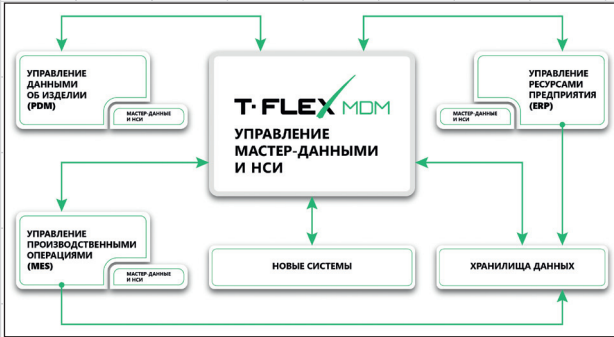 УПРАВЛЕНИЕ
ДАННЫМИ
ОБ ИЗДЕЛИИ
(PDM)
МАСТЕР-ДАННЫЕ
И НСИ
T-FLEX MDM
УПРАВЛЕНИЕ
МАСТЕР-ДАННЫМИ
И НСИ
УПРАВЛЕНИЕ
РЕСУРСАМИ
ПРЕДПРИЯТИЯ
(ERP)
МАСТЕР-ДАННЫЕ
И НСИ
УПРАВЛЕНИЕ
ПРОИЗВОДСТВЕННЫМИ
ОПЕРАЦИЯМИ
(MES)
МАСТЕР-ДАННЫЕ
И НСИ
НОВЫЕ СИСТЕМЫ
ХРАНИЛИЩА ДАННЫХ